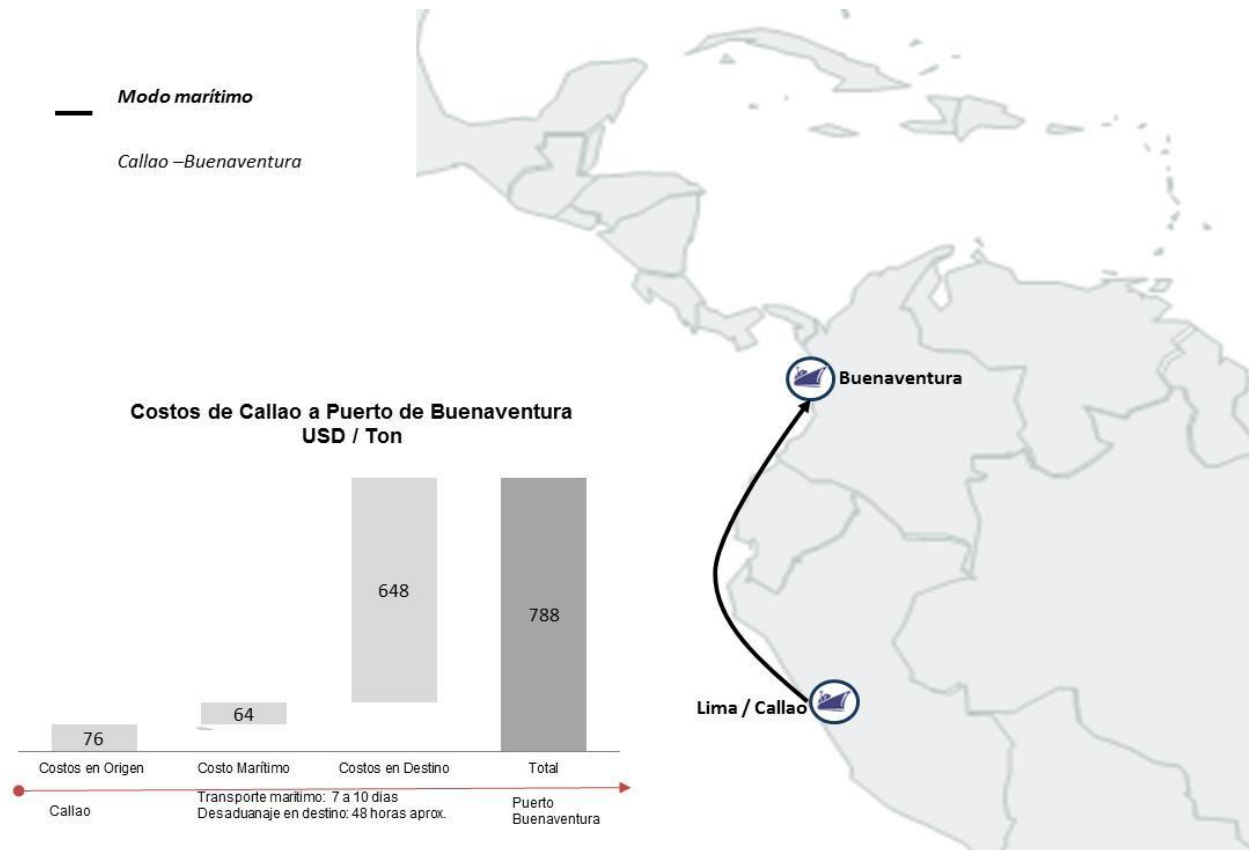 Modo marítimo
Callao –Buenaventura
Buenaventura
Lima / Callao
Costos de Callao a Puerto de Buenaventura
USD / Ton
76
64
648
788
Costos en Origen
Costo Marítimo
Costos en Destino
Total
Callao
Transporte marítimo: 7 a 10 días
Desaduanaje en destino: 48 horas aprox.
Puerto
Buenaventura